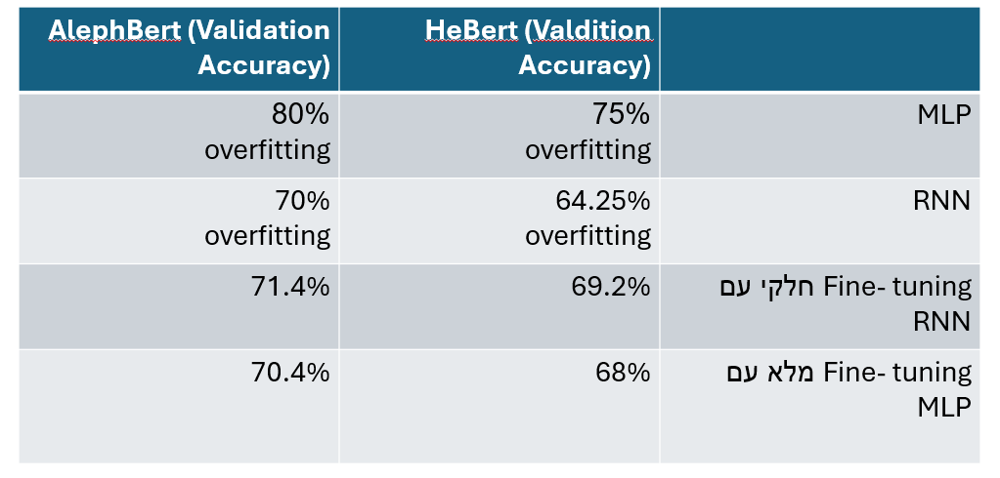 HeBert (Valdition
Accuracy)
AlephBert (Validation
Accuracy)
MLP
75%
overfitting
80%
overfitting
RNN
64.25%
overfitting
70%
overfitting
Fine- tuning חלקי עם
RNN
69.2%
71.4%
Fine- tuning מלא עם
MLP
68%
70.4%